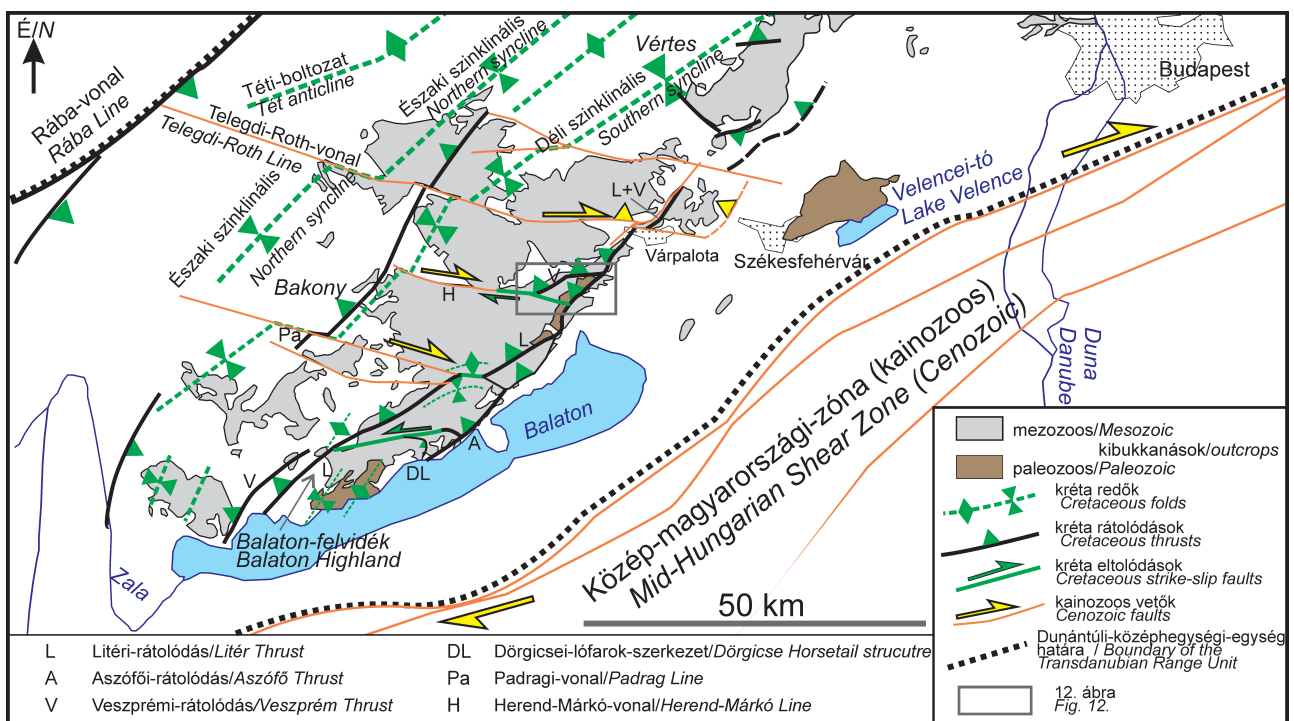 É/N
Rába-vonal
Rába Line
Téti-boltozat
Tét anticline
Északi szinklinális
Northern syncline
Vértes
Déli szinklinális
Southern syncline
Budapest
Telegdi-Roth-vonal
Telegdi-Roth Line
Északi szinklinális
Northern syncline
L+V
Várpalota
Velencei-tó
Lake Velence
Székesfehérvár
Bakony
H
Pa
L
Duna
Danube
Közép-magyarországi-zóna (kainozoos)
Mid-Hungarian Shear Zone (Cenozoic)
Balaton
A
DL
V
L
Balaton-felvidék
Balaton Highland
Zala
50 km
mezozoos/Mesozoic
kibukkanások/outcrops
paleozoos/Paleozoic
kréta redők
Cretaceous folds
kréta rátolódások
Cretaceous thrusts
kréta eltolódások
Cretaceous strike-slip faults
kainozoos vetők
Cenozoic faults
Dunántúli-középhegységi-egység
határa / Boundary of the
Transdanubian Range Unit
12. ábra
Fig. 12.
L Litéri-rátolódás/Litér Thrust
A Aszófői-rátolódás/Aszófő Thrust
V Veszprémi-rátolódás/Veszprém Thrust
DL Dörgicsei-lófarok-szerkezet/Dörgicse Horsetail strucutre
Pa Padragi-vonal/Padrag Line
H Herend-Márkó-vonal/Herend-Márkó Line